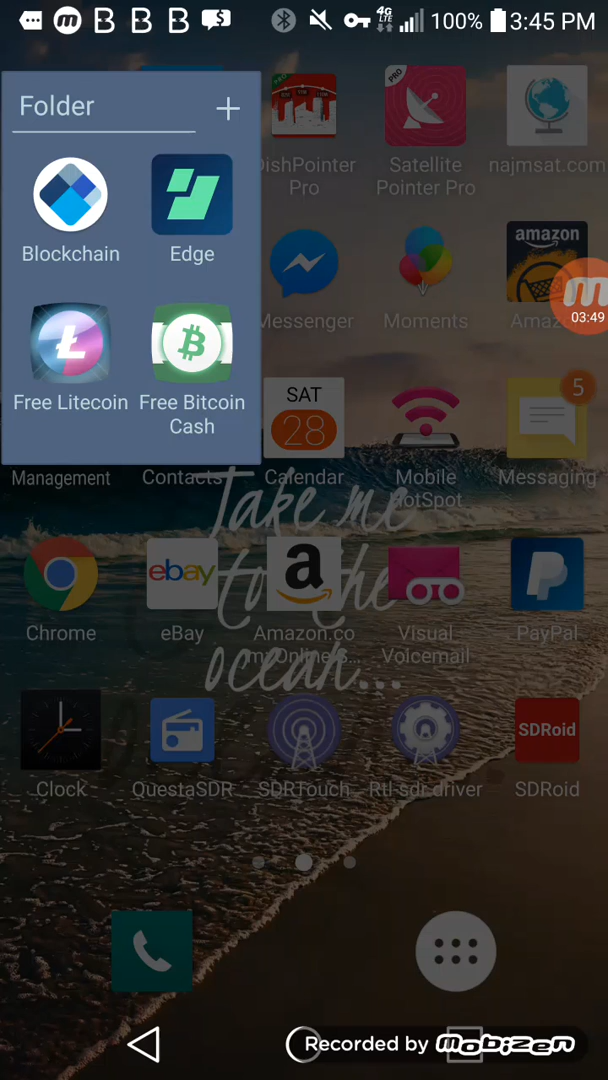 4G LTE 100% 3:45 PM
Folder
DishPointer Pro
Satellite Pointer Pro
najmsat.com
Blockchain
Edge
Messenger
Moments
amazon
Ama
03:49
Free Litecoin
Free Bitcoin Cash
SAT
28
5
Management
Contacts
Calendar
Mobile HotSpot
Messaging
Take me
to the
ocean...
ebay
Chrome
eBay
Amazon.co
m: Online S...
Visual Voicemail
PayPal
SDRoid
Clock
QuestaSDR
SDRTouch
Rtl-sdr driver
SDRoid
Recorded by Mobizen